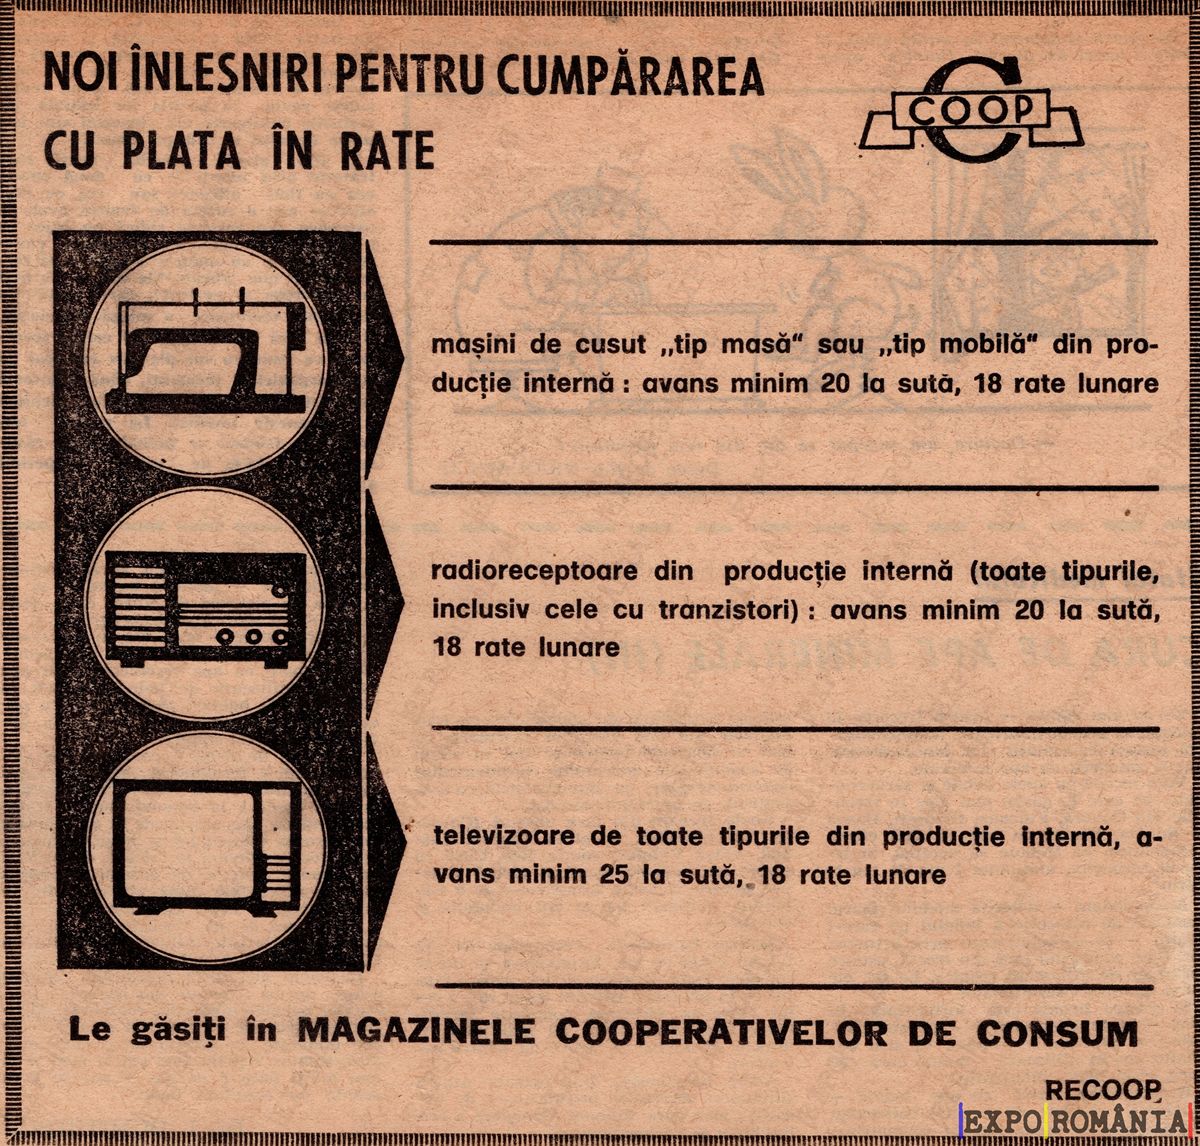 NOI ÎNLESNIRI PENTRU CUMPĂRAREA
CU PLATA ÎN RATE
COOP
mașini de cusut „tip masă“ sau „tip mobilă“ din pro-
ducție internă : avans minim 20 la sută, 18 rate lunare
radioreceptoare din producție internă (toate tipurile,
inclusiv cele cu tranzistori) : avans minim 20 la sută,
18 rate lunare
televizoare de toate tipurile din producție internă, a-
vans minim 25 la sută, 18 rate lunare
Le găsiți în MAGAZINELE COOPERATIVELOR DE CONSUM
RECOOP
EXPO ROMÂNIA